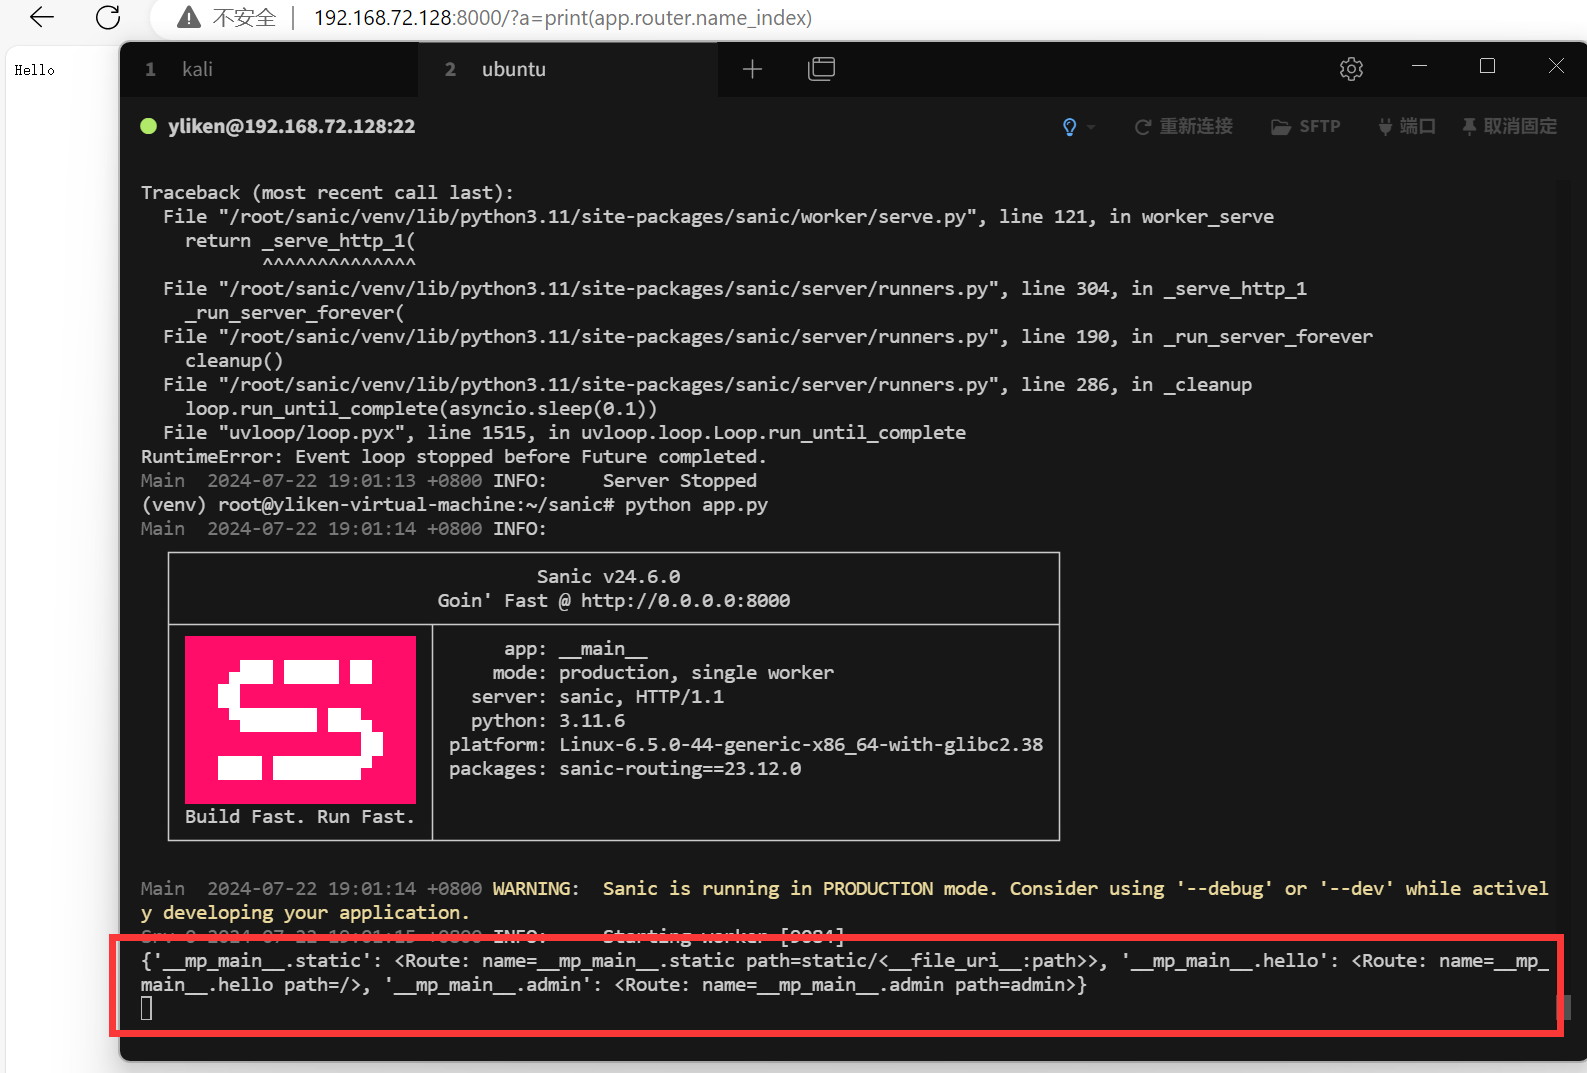 不安全 | 192.168.72.128:8000/?a=print(app.router.name_index)
Hello
1 kali 2 ubuntu
yliken@192.168.72.128:22 重新连接 SFTP 端口 取消固定
Traceback (most recent call last):
  File "/root/sanic/venv/lib/python3.11/site-packages/sanic/worker/serve.py", line 121, in worker_serve
    return _serve_http_1(
           ^^^^^^^^^^^^^^
  File "/root/sanic/venv/lib/python3.11/site-packages/sanic/server/runners.py", line 304, in _serve_http_1
    _run_server_forever(
  File "/root/sanic/venv/lib/python3.11/site-packages/sanic/server/runners.py", line 190, in _run_server_forever
    cleanup()
  File "/root/sanic/venv/lib/python3.11/site-packages/sanic/server/runners.py", line 286, in _cleanup
    loop.run_until_complete(asyncio.sleep(0.1))
  File "uvloop/loop.pyx", line 1515, in uvloop.loop.Loop.run_until_complete
RuntimeError: Event loop stopped before Future completed.
Main  2024-07-22 19:01:13 +0800 INFO:     Server Stopped
(venv) root@yliken-virtual-machine:~/sanic# python app.py
Main  2024-07-22 19:01:14 +0800 INFO:
Sanic v24.6.0
Goin' Fast @ http://0.0.0.0:8000
app: __main__
mode: production, single worker
server: sanic, HTTP/1.1
python: 3.11.6
platform: Linux-6.5.0-44-generic-x86_64-with-glibc2.38
packages: sanic-routing==23.12.0
Build Fast. Run Fast.
Main  2024-07-22 19:01:14 +0800 WARNING:  Sanic is running in PRODUCTION mode. Consider using '--debug' or '--dev' while activel
y developing your application.
Srv 0 2024-07-22 19:01:15 +0800 INFO:     Starting worker [9084]
{'__mp_main__.static': <Route: name=__mp_main__.static path=static/<__file_uri__:path>>, '__mp_main__.hello': <Route: name=__mp_
main__.hello path=/>, '__mp_main__.admin': <Route: name=__mp_main__.admin path=admin>}